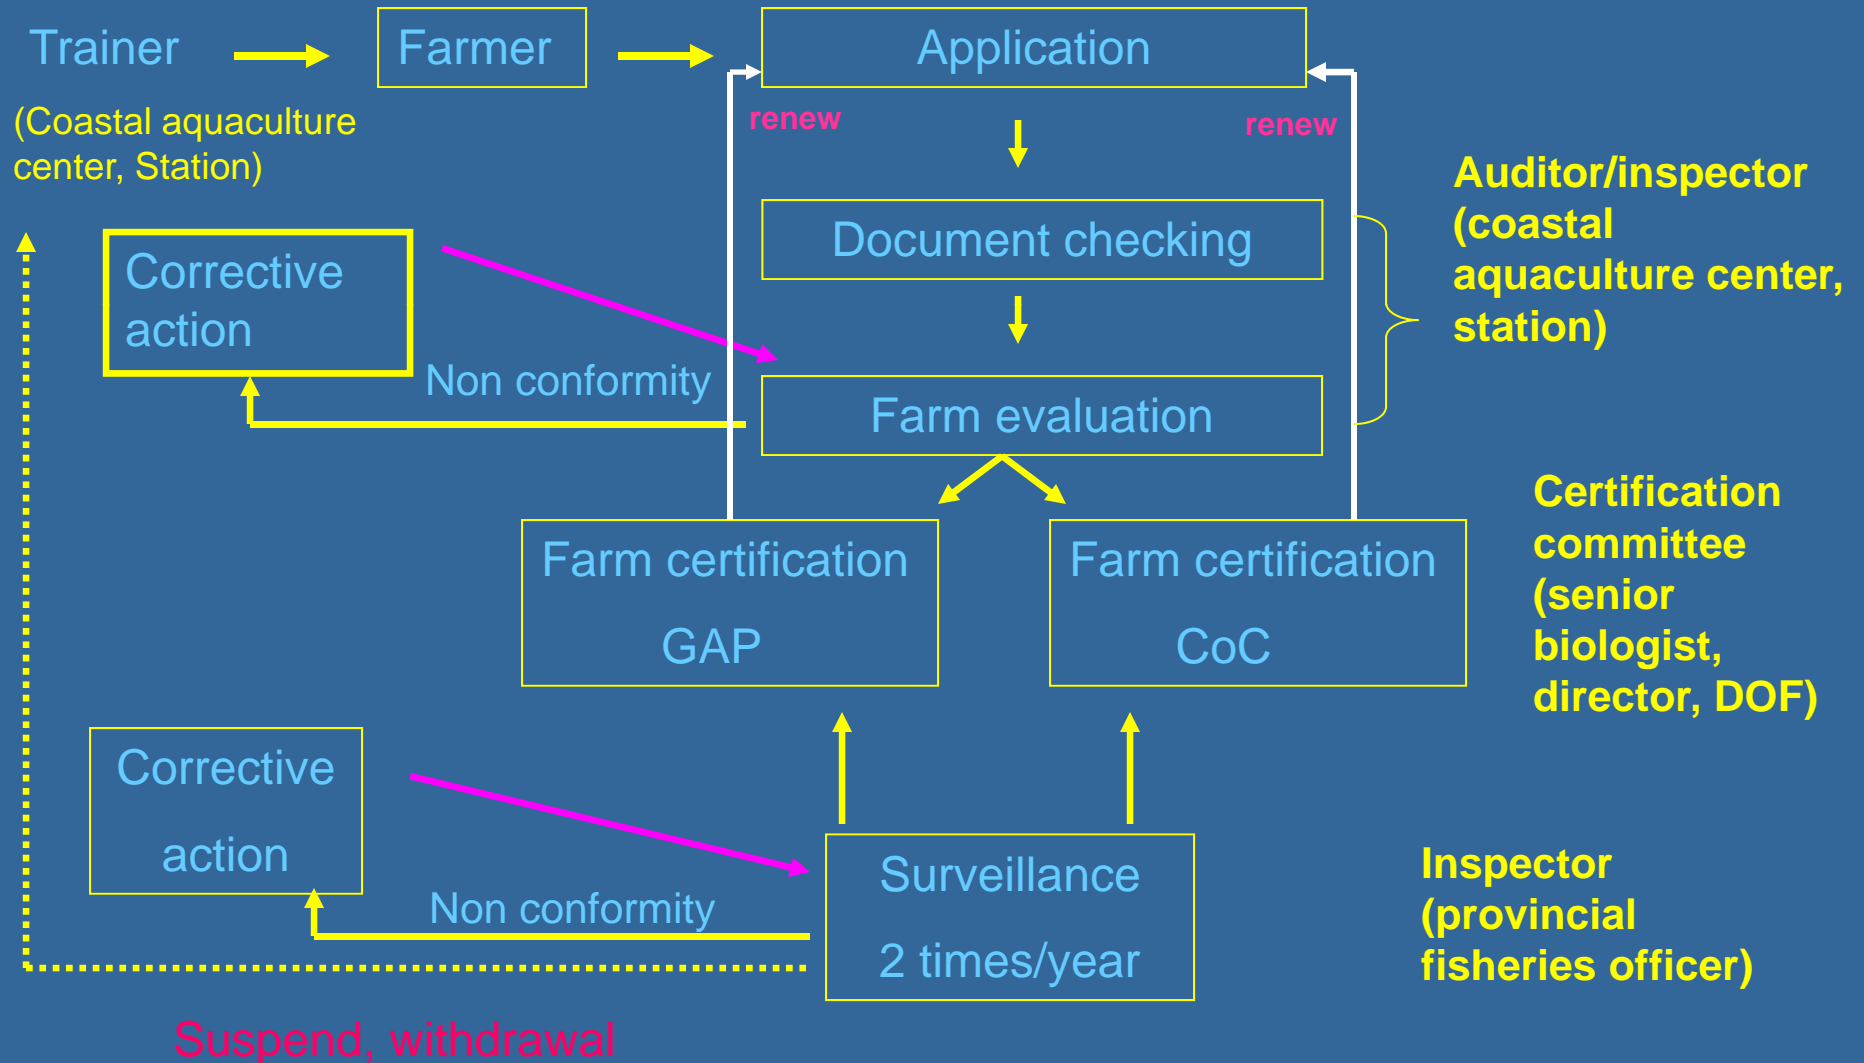 Trainer
Farmer
Application
(Coastal aquaculture
center, Station)
renew
renew
Auditor/inspector
(coastal
aquaculture center,
station)
Document checking
Corrective
action
Non conformity
Farm evaluation
Farm certification
GAP
Farm certification
CoC
Certification
committee
(senior
biologist,
director, DOF)
Corrective
action
Non conformity
Surveillance
2 times/year
Inspector
(provincial
fisheries officer)
Suspend, withdrawal